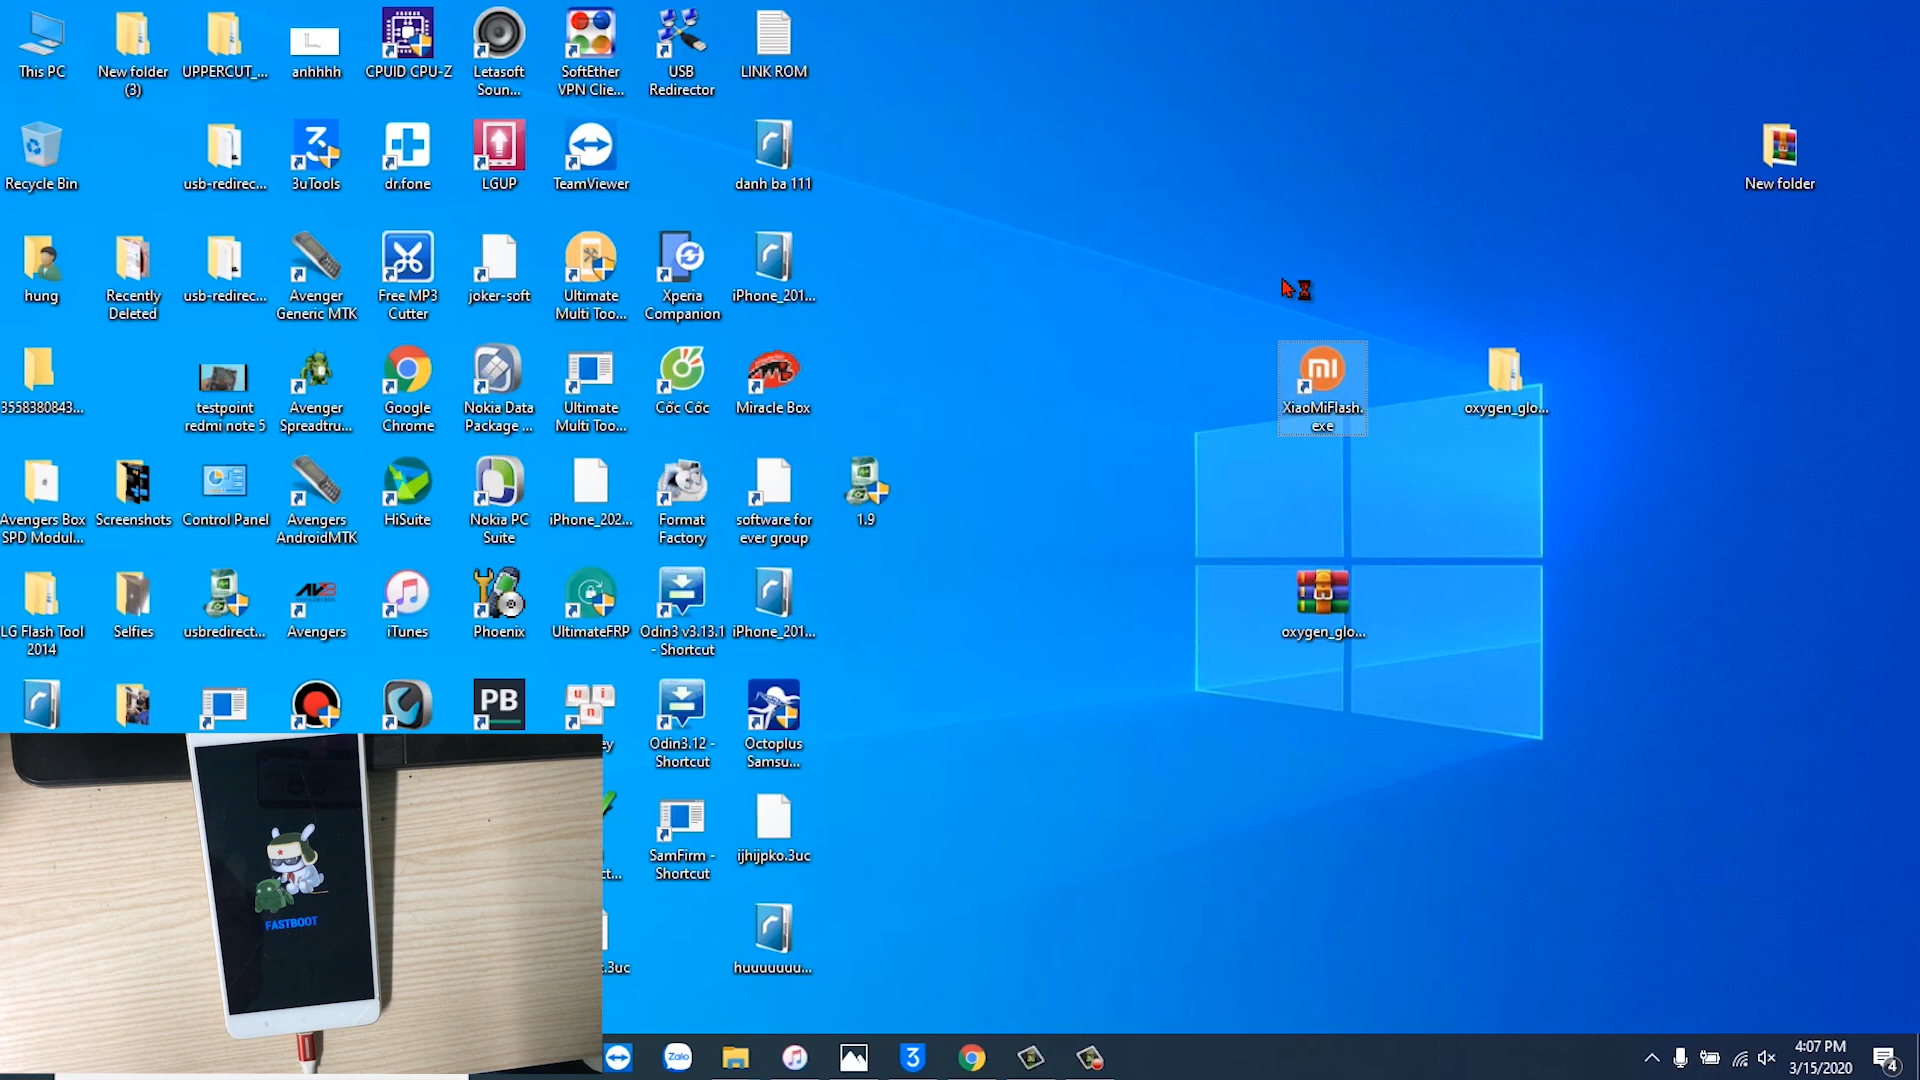 This PC
New folder
(3)
UPPERCUT_...
anhhhh
CPUID CPU-Z
Letasoft
Soun...
SoftEther
VPN Clie...
USB
Redirector
LINK ROM
Recycle Bin
usb-redirec...
3uTools
dr.fone
LGUP
TeamViewer
danh ba 111
New folder
hung
Recently
Deleted
usb-redirec...
Avenger
Generic MTK
Free MP3
Cutter
joker-soft
Ultimate
Multi Too...
Xperia
Companion
iPhone_201...
3558380843...
testpoint
redmi note 5
Avenger
Spreadtru...
Google
Chrome
Nokia Data
Package ...
Ultimate
Multi Too...
Cốc Cốc
Miracle Box
XiaoMiFlash.
exe
oxygen_glo...
Avengers Box
SPD Modul...
Screenshots
Control Panel
Avengers
AndroidMTK
HiSuite
Nokia PC
Suite
iPhone_202...
Format
Factory
software for
ever group
1.9
LG Flash Tool
2014
Selfies
usbredirect...
Avengers
iTunes
Phoenix
UltimateFRP
Odin3 v3.13.1
- Shortcut
iPhone_201...
oxygen_glo...
PB
u i
n
ey
Odin3.12 -
Shortcut
Octoplus
Samsu...
ct...
SamFirm -
Shortcut
ijhijpko.3uc
t.3uc
huuuuuuu...
FASTBOOT
Zalo
3
4:07 PM
3/15/2020
4